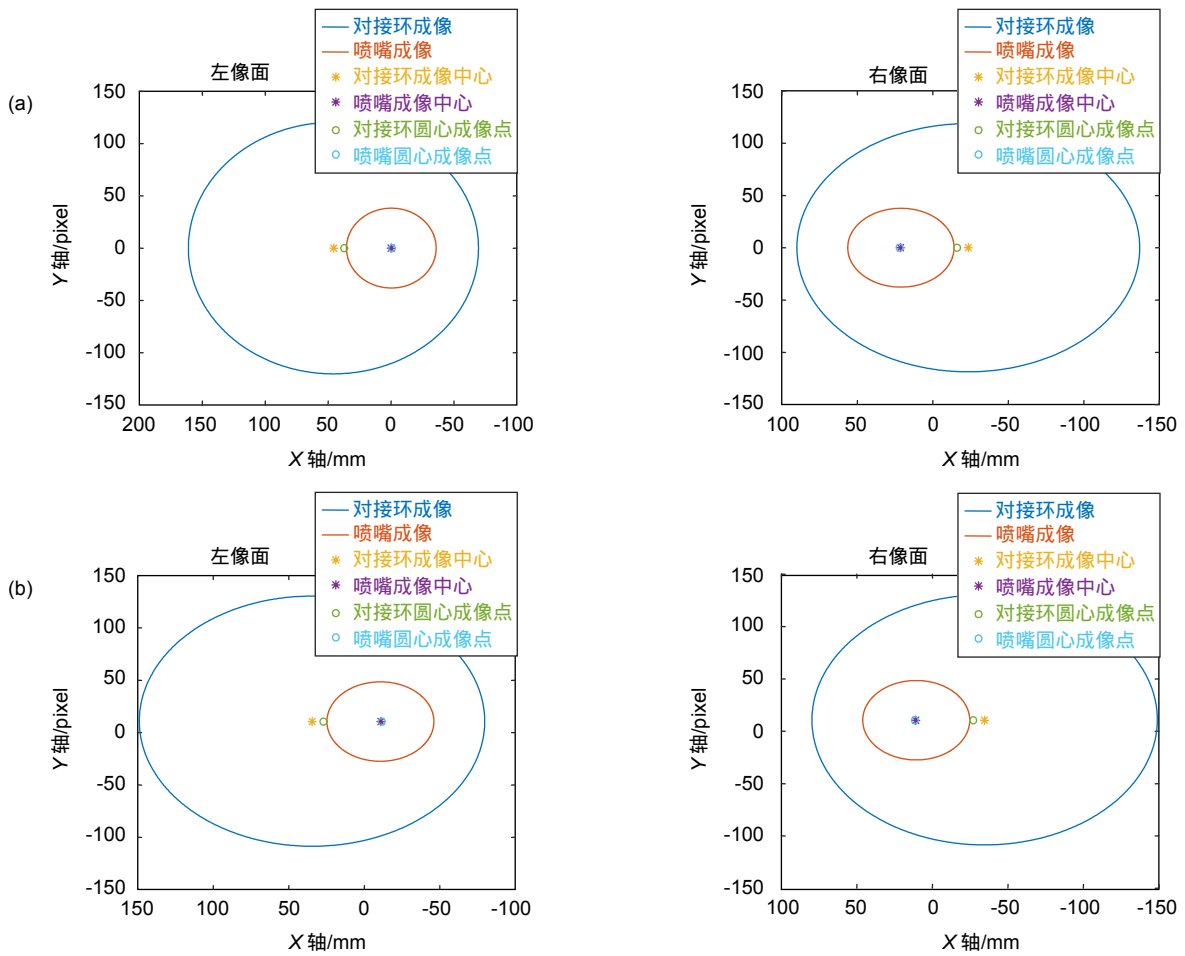 (a)
左像面
对接环成像
喷嘴成像
对接环成像中心
喷嘴成像中心
对接环圆心成像点
喷嘴圆心成像点
150
100
50
0
-50
-100
-150
Y 轴/pixel
200
150
100
50
0
-50
-100
X 轴/mm
右像面
对接环成像
喷嘴成像
对接环成像中心
喷嘴成像中心
对接环圆心成像点
喷嘴圆心成像点
150
100
50
0
-50
-100
-150
Y 轴/pixel
100
50
0
-50
-100
-150
X 轴/mm
(b)
左像面
对接环成像
喷嘴成像
对接环成像中心
喷嘴成像中心
对接环圆心成像点
喷嘴圆心成像点
150
100
50
0
-50
-100
-150
Y 轴/pixel
150
100
50
0
-50
-100
X 轴/mm
右像面
对接环成像
喷嘴成像
对接环成像中心
喷嘴成像中心
对接环圆心成像点
喷嘴圆心成像点
150
100
50
0
-50
-100
-150
Y 轴/pixel
100
50
0
-50
-100
-150
X 轴/mm